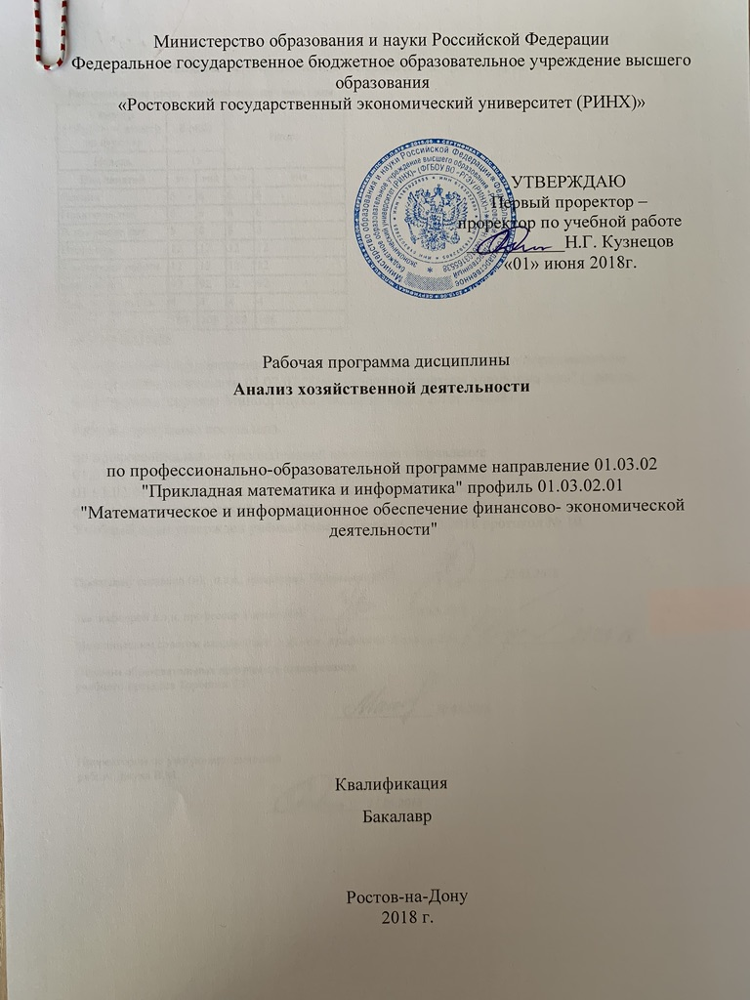 Министерство образования и науки Российской Федерации
Федеральное государственное бюджетное образовательное учреждение высшего
образования
«Ростовский государственный экономический университет (РИНХ)»
УТВЕРЖДАЮ
Первый проректор –
проректор по учебной работе
Н.Г. Кузнецов
«01» июня 2018г.
Рабочая программа дисциплины
Анализ хозяйственной деятельности
по профессионально-образовательной программе направление 01.03.02
"Прикладная математика и информатика" профиль 01.03.02.01
"Математическое и информационное обеспечение финансово- экономической
деятельности"
Квалификация
Бакалавр
Ростов-на-Дону
2018 г.